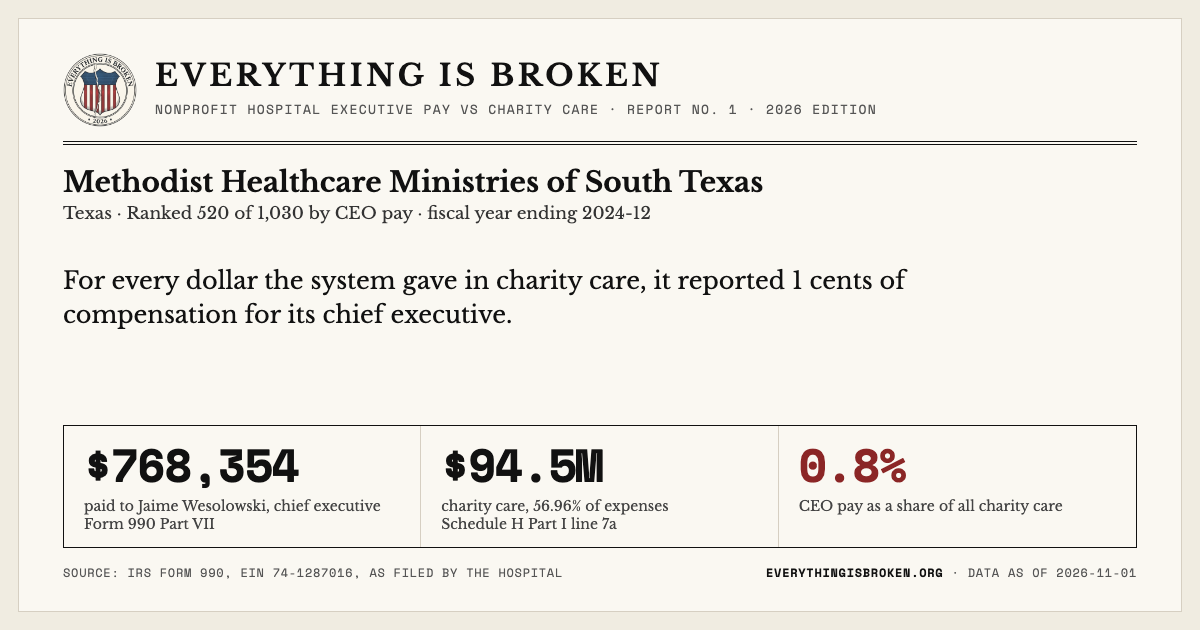 EVERYTHING IS BROKEN
2026
EVERYTHING IS BROKEN
NONPROFIT HOSPITAL EXECUTIVE PAY VS CHARITY CARE · REPORT NO. 1 · 2026 EDITION
Methodist Healthcare Ministries of South Texas
Texas · Ranked 520 of 1,030 by CEO pay · fiscal year ending 2024-12
For every dollar the system gave in charity care, it reported 1 cents of
compensation for its chief executive.
$768,354
paid to Jaime Wesolowski, chief executive
Form 990 Part VII
$94.5M
charity care, 56.96% of expenses
Schedule H Part I line 7a
0.8%
CEO pay as a share of all charity care
SOURCE: IRS FORM 990, EIN 74-1287016, AS FILED BY THE HOSPITAL
EVERYTHINGISBROKEN.ORG · DATA AS OF 2026-11-01